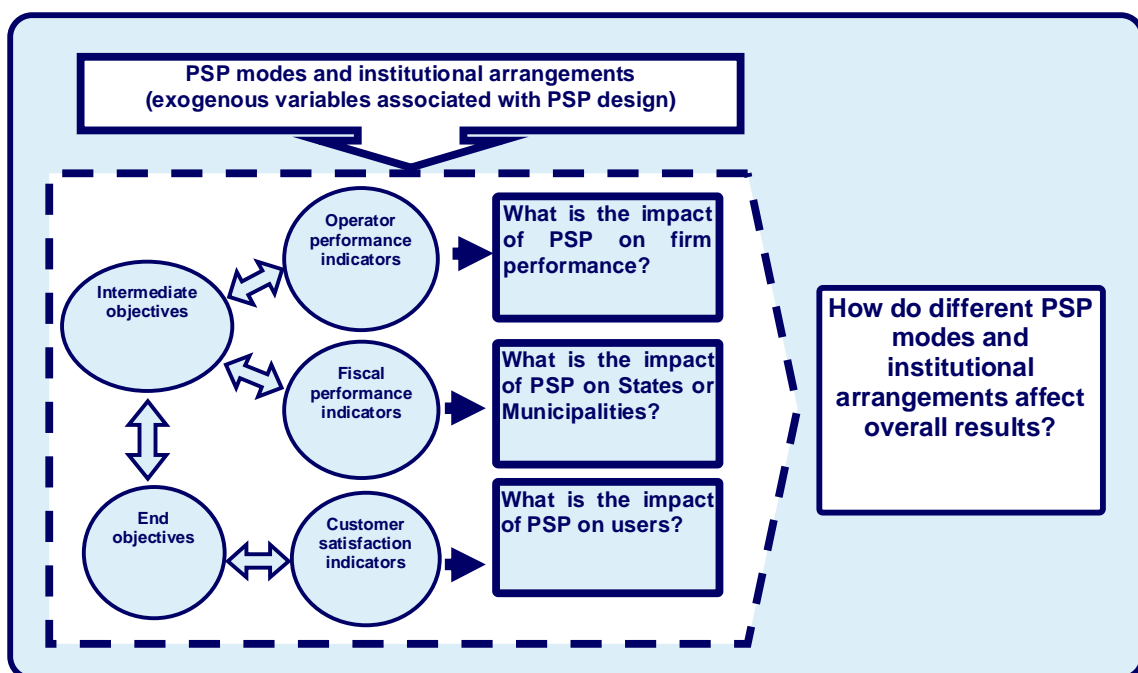 PSP modes and institutional arrangements
(exogenous variables associated with PSP design)
Operator
performance
indicators
What is the impact
of PSP on firm
performance?
Intermediate
objectives
How do different PSP
modes and
institutional
arrangements affect
overall results?
Fiscal
performance
indicators
What is the impact
of PSP on States or
Municipalities?
End
objectives
Customer
satisfaction
indicators
What is the impact
of PSP on users?